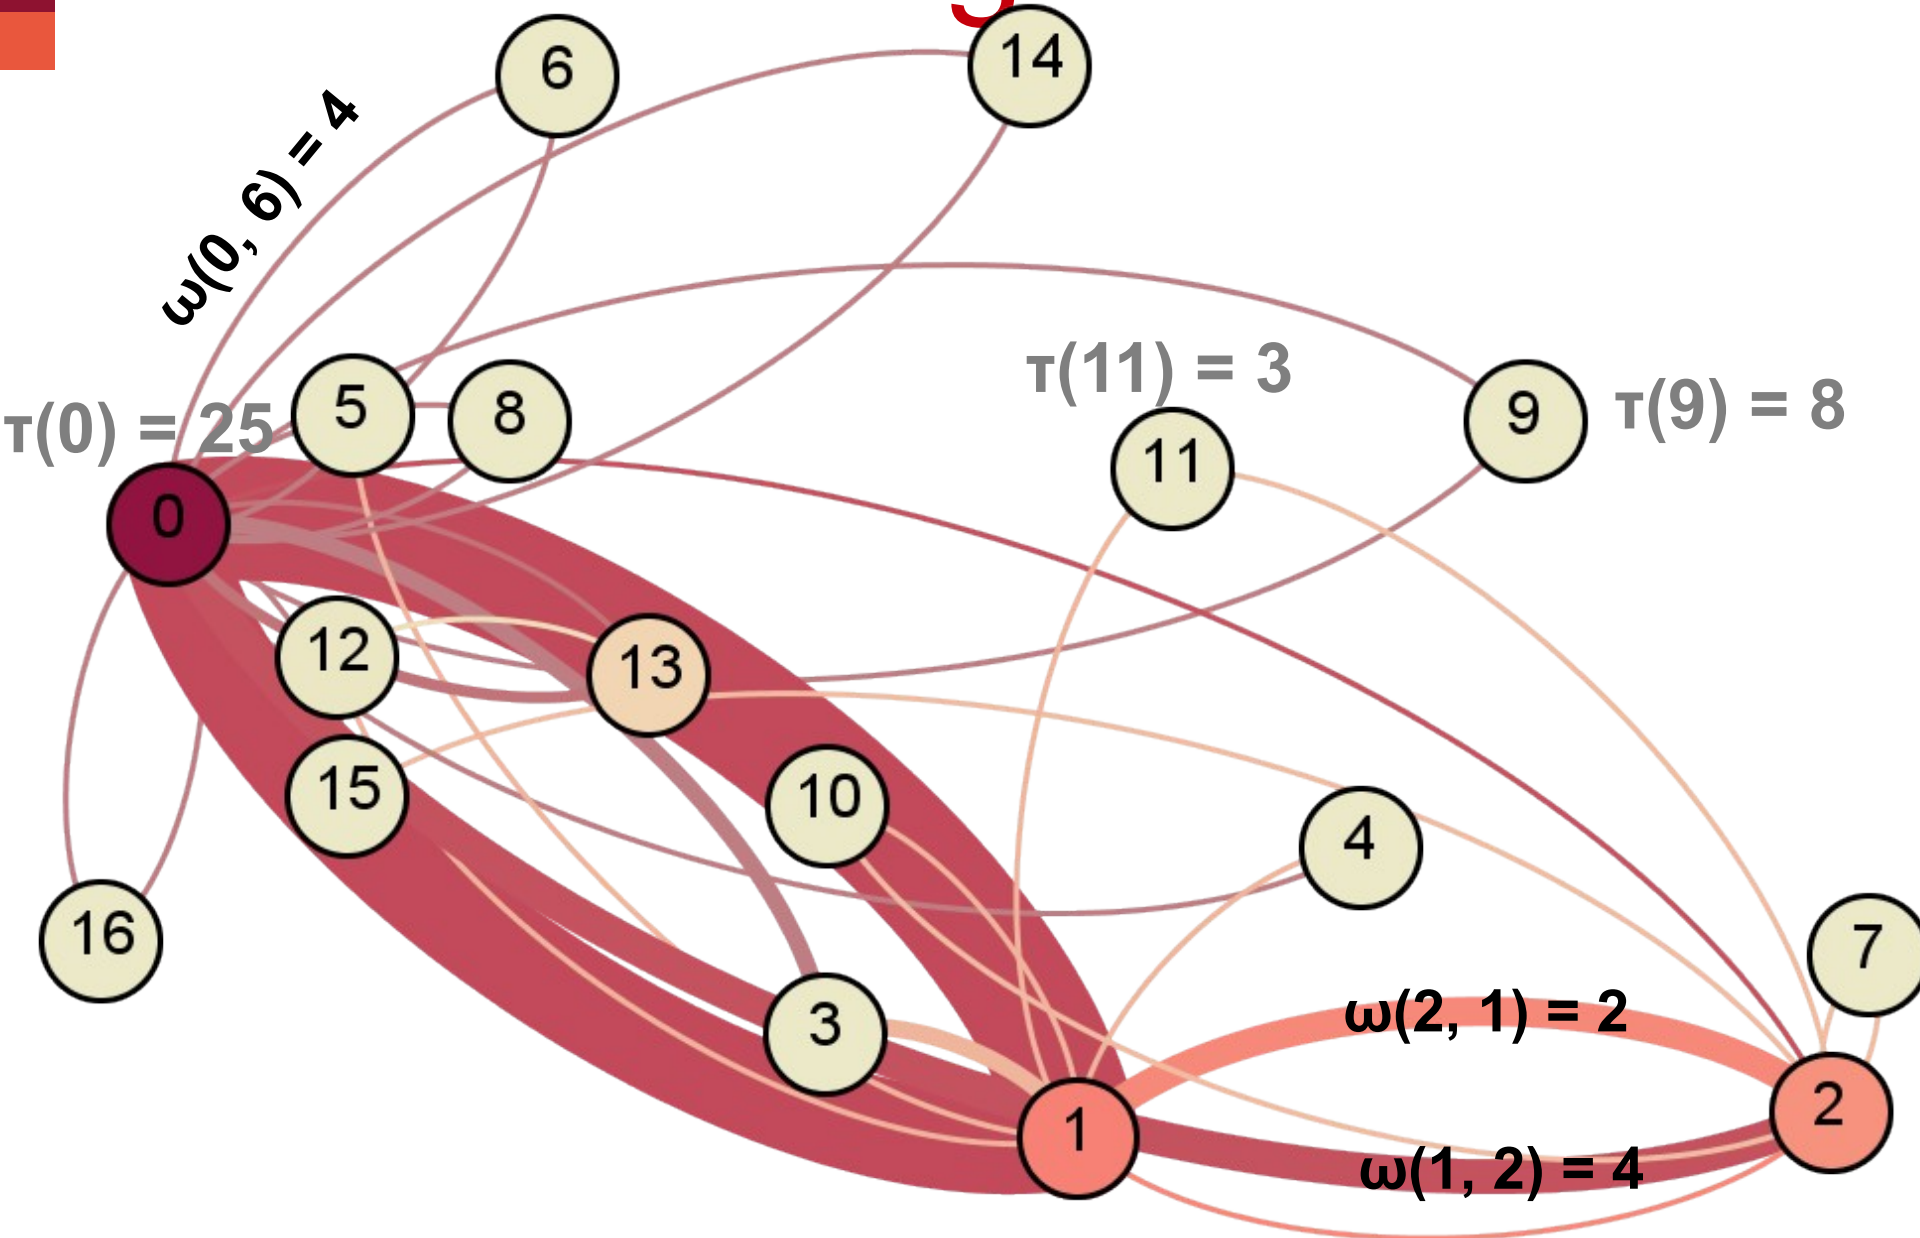 6
14
ω(0, 6) = 4
τ(11) = 3
τ(9) = 8
τ(0) = 25
5
8
9
11
0
12
13
15
10
4
16
7
3
ω(2, 1) = 2
1
2
ω(1, 2) = 4